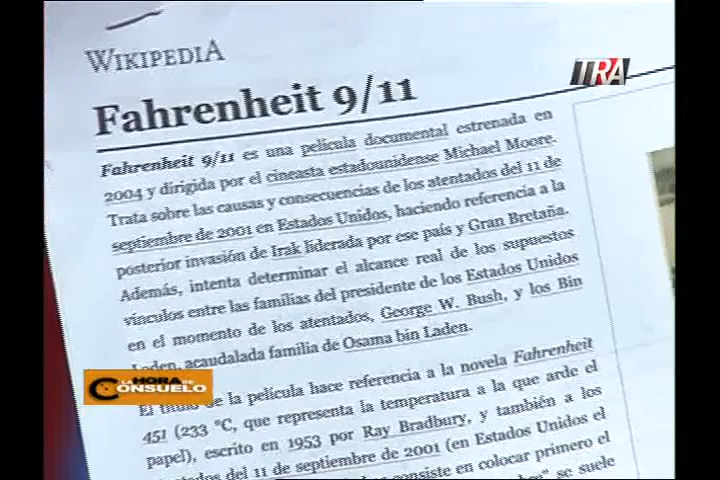 WIKIPEDIA
TRA
Fahrenheit 9/11
Fahrenheit 9/11 es una película documental estrenada en
2004 y dirigida por el cineasta estadounidense Michael Moore.
Trata sobre las causas y consecuencias de los atentados del 11 de
septiembre de 2001 en Estados Unidos, haciendo referencia a la
posterior invasión de Irak liderada por ese país y Gran Bretaña.
Además, intenta determinar el alcance real de los supuestos
vínculos entre las familias del presidente de los Estados Unidos
en el momento de los atentados, George W. Bush, y los Bin
Laden, acaudalada familia de Osama bin Laden.
LA HORA DE
CONSUELO
El título de la película hace referencia a la novela Fahrenheit
451 (233 °C, que representa la temperatura a la que arde el
papel), escrito en 1953 por Ray Bradbury, y también a los
del 11 de septiembre de 2001 (en Estados Unidos el
consiste en colocar primero el
se suele